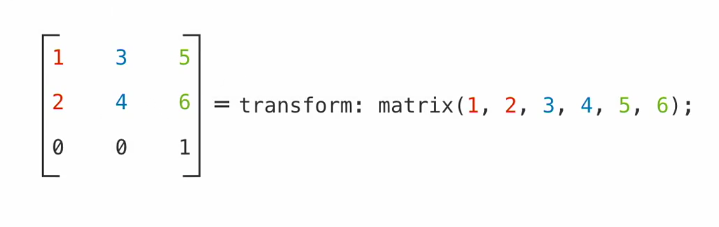 1 3 5
2 4 6
0 0 1
= transform: matrix(1, 2, 3, 4, 5, 6);